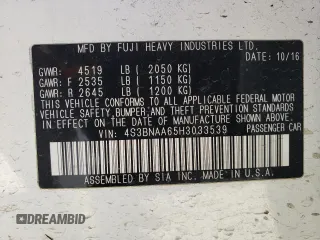 MFD BY FUJI HEAVY INDUSTRIES LTD.
GVWR: 4519 LB ( 2050 KG) DATE: 10/16
GAWR: F 2535 LB ( 1150 KG)
GAWR: R 2645 LB ( 1200 KG)
THIS VEHICLE CONFORMS TO ALL APPLICABLE
FEDERAL MOTOR VEHICLE SAFETY
VEHICLE SAFETY, BUMPER, AND THEFT PREVENTION
STANDARDS IN EFFECT ON THE DATE OF
MANUFACTURE SHOWN ABOVE.
VIN: 4S3BNAA65H3033539 PASSENGER CAR
ASSEMBLED BY SIA INC. MADE IN U.S.A.
DREAMBID